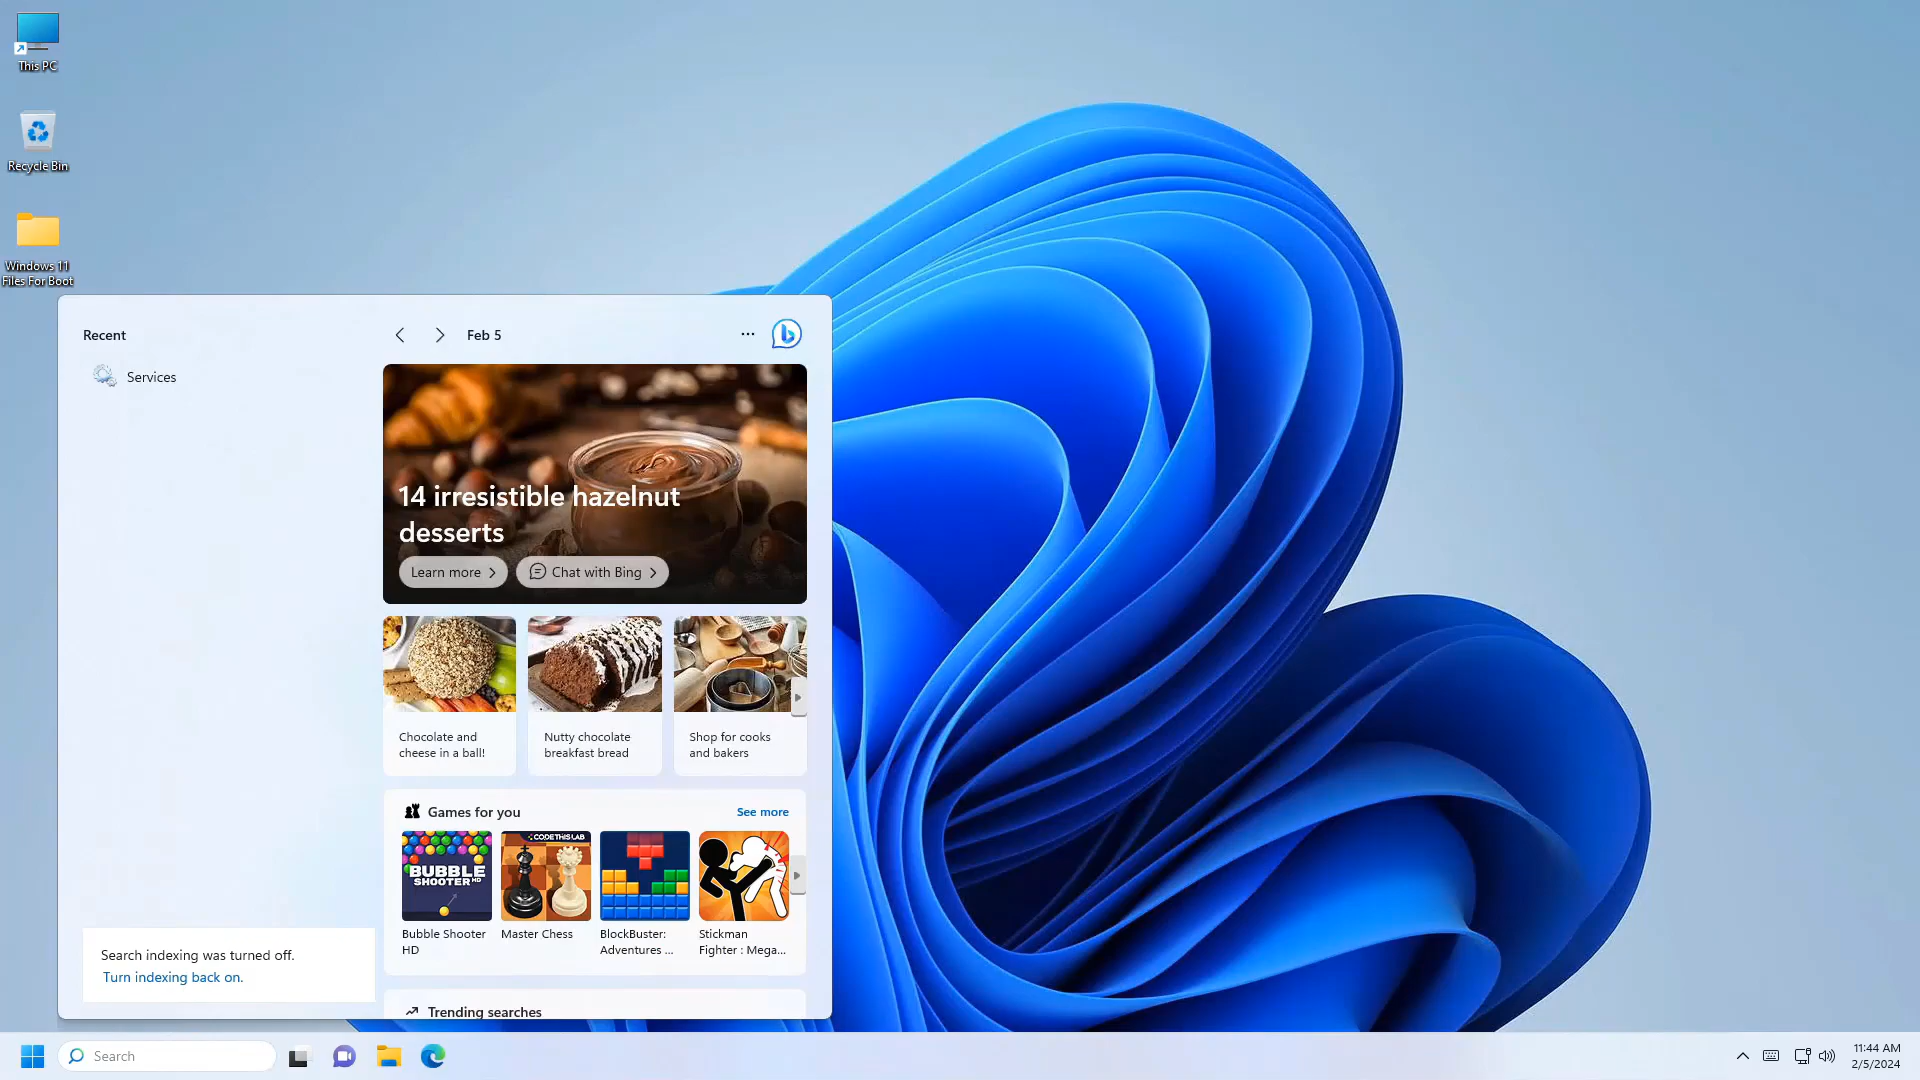 This PC
Recycle Bin
Windows 11
Files For Boot
Recent
Services
Feb 5
14 irresistible hazelnut
desserts
Learn more
Chat with Bing
Chocolate and
cheese in a ball!
Nutty chocolate
breakfast bread
Shop for cooks
and bakers
Games for you
See more
CODETHISLAB
BUBBLE
SHOOTER HD
Bubble Shooter
HD
Master Chess
BlockBuster:
Adventures ...
Stickman
Fighter : Mega...
Search indexing was turned off.
Turn indexing back on.
Trending searches
Search
11:44 AM
2/5/2024